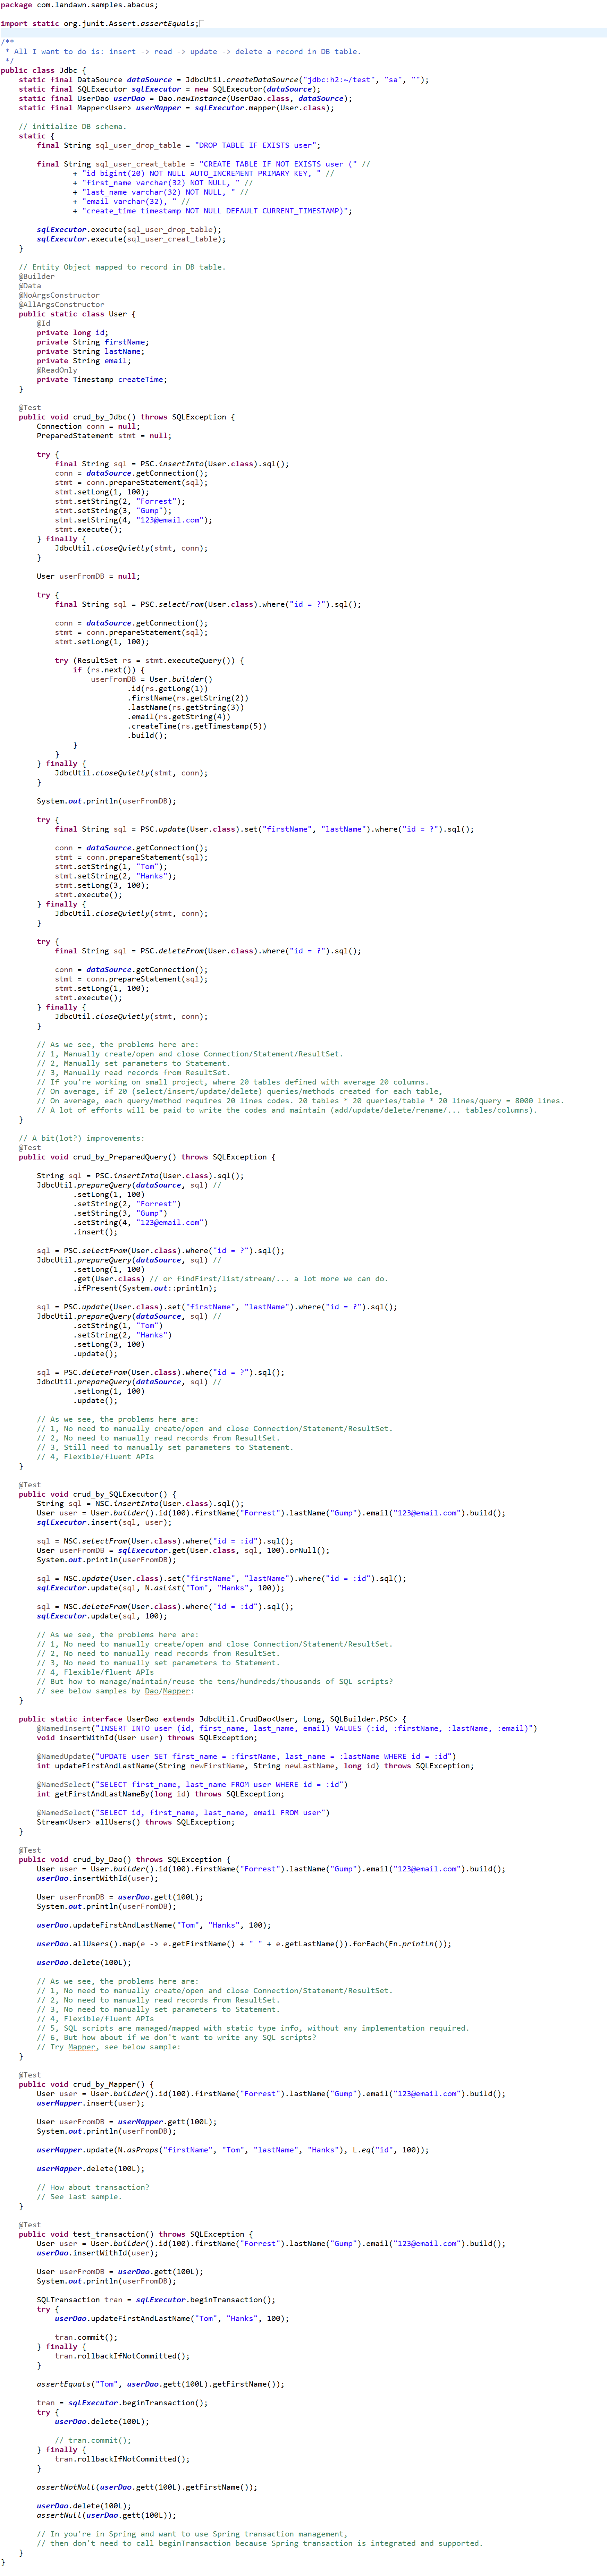 package com.landawn.samples.abacus;
import static org.junit.Assert.assertEquals;
/**
 * All I want to do is: insert -> read -> update -> delete a record in DB table.
 */
public class Jdbc {
    static final DataSource dataSource = JdbcUtil.createDataSource("jdbc:h2:~/test", "sa", "");
    static final SQLExecutor sqlExecutor = new SQLExecutor(dataSource);
    static final UserDao userDao = Dao.newInstance(UserDao.class, dataSource);
    static final Mapper<User> userMapper = sqlExecutor.mapper(User.class);
    // initialize DB schema.
    static {
        final String sql_user_drop_table = "DROP TABLE IF EXISTS user";
        final String sql_user_creat_table = "CREATE TABLE IF NOT EXISTS user (" //
                + "id bigint(20) NOT NULL AUTO_INCREMENT PRIMARY KEY, " //
                + "first_name varchar(32) NOT NULL, " //
                + "last_name varchar(32) NOT NULL, " //
                + "email varchar(32), " //
                + "create_time timestamp NOT NULL DEFAULT CURRENT_TIMESTAMP)";
        sqlExecutor.execute(sql_user_drop_table);
        sqlExecutor.execute(sql_user_creat_table);
    }
    // Entity Object mapped to record in DB table.
    @Builder
    @Data
    @NoArgsConstructor
    @AllArgsConstructor
    public static class User {
        @Id
        private long id;
        private String firstName;
        private String lastName;
        private String email;
        @ReadOnly
        private Timestamp createTime;
    }
    @Test
    public void crud_by_Jdbc() throws SQLException {
        Connection conn = null;
        PreparedStatement stmt = null;
        try {
            final String sql = PSC.insertInto(User.class).sql();
            conn = dataSource.getConnection();
            stmt = conn.prepareStatement(sql);
            stmt.setLong(1, 100);
            stmt.setString(2, "Forrest");
            stmt.setString(3, "Gump");
            stmt.setString(4, "123@email.com");
            stmt.execute();
        } finally {
            JdbcUtil.closeQuietly(stmt, conn);
        }
        User userFromDB = null;
        try {
            final String sql = PSC.selectFrom(User.class).where("id = ?").sql();
            conn = dataSource.getConnection();
            stmt = conn.prepareStatement(sql);
            stmt.setLong(1, 100);
            try (ResultSet rs = stmt.executeQuery()) {
                if (rs.next()) {
                    userFromDB = User.builder()
                            .id(rs.getLong(1))
                            .firstName(rs.getString(2))
                            .lastName(rs.getString(3))
                            .email(rs.getString(4))
                            .createTime(rs.getTimestamp(5))
                            .build();
                }
            }
        } finally {
            JdbcUtil.closeQuietly(stmt, conn);
        }
        System.out.println(userFromDB);
        try {
            final String sql = PSC.update(User.class).set("firstName", "lastName").where("id = ?").sql();
            conn = dataSource.getConnection();
            stmt = conn.prepareStatement(sql);
            stmt.setString(1, "Tom");
            stmt.setString(2, "Hanks");
            stmt.setLong(3, 100);
            stmt.execute();
        } finally {
            JdbcUtil.closeQuietly(stmt, conn);
        }
        try {
            final String sql = PSC.deleteFrom(User.class).where("id = ?").sql();
            conn = dataSource.getConnection();
            stmt = conn.prepareStatement(sql);
            stmt.setLong(1, 100);
            stmt.execute();
        } finally {
            JdbcUtil.closeQuietly(stmt, conn);
        }
        // As we see, the problems here are:
        // 1, Manually create/open and close Connection/Statement/ResultSet.
        // 2, Manually set parameters to Statement.
        // 3, Manually read records from ResultSet.
        // If you're working on small project, where 20 tables defined with average 20 columns.
        // On average, if 20 (select/insert/update/delete) queries/methods created for each table,
        // On average, each query/method requires 20 lines codes. 20 tables * 20 queries/table * 20 lines/query = 8000 lines.
        // A lot of efforts will be paid to write the codes and maintain (add/update/delete/rename/... tables/columns).
    }
    // A bit(lot?) improvements:
    @Test
    public void crud_by_PreparedQuery() throws SQLException {
        String sql = PSC.insertInto(User.class).sql();
        JdbcUtil.prepareQuery(dataSource, sql) //
                .setLong(1, 100)
                .setString(2, "Forrest")
                .setString(3, "Gump")
                .setString(4, "123@email.com")
                .insert();
        sql = PSC.selectFrom(User.class).where("id = ?").sql();
        JdbcUtil.prepareQuery(dataSource, sql) //
                .setLong(1, 100)
                .get(User.class) // or findFirst/list/stream/... a lot more we can do.
                .ifPresent(System.out::println);
        sql = PSC.update(User.class).set("firstName", "lastName").where("id = ?").sql();
        JdbcUtil.prepareQuery(dataSource, sql) //
                .setString(1, "Tom")
                .setString(2, "Hanks")
                .setLong(3, 100)
                .update();
        sql = PSC.deleteFrom(User.class).where("id = ?").sql();
        JdbcUtil.prepareQuery(dataSource, sql) //
                .setLong(1, 100)
                .update();
        // As we see, the problems here are:
        // 1, No need to manually create/open and close Connection/Statement/ResultSet.
        // 2, No need to manually read records from ResultSet.
        // 3, Still need to manually set parameters to Statement.
        // 4, Flexible/fluent APIs
    }
    @Test
    public void crud_by_SQLExecutor() {
        String sql = NSC.insertInto(User.class).sql();
        User user = User.builder().id(100).firstName("Forrest").lastName("Gump").email("123@email.com").build();
        sqlExecutor.insert(sql, user);
        sql = NSC.selectFrom(User.class).where("id = :id").sql();
        User userFromDB = sqlExecutor.get(User.class, sql, 100).orNull();
        System.out.println(userFromDB);
        sql = NSC.update(User.class).set("firstName", "lastName").where("id = :id").sql();
        sqlExecutor.update(sql, N.asList("Tom", "Hanks", 100));
        sql = NSC.deleteFrom(User.class).where("id = :id").sql();
        sqlExecutor.update(sql, 100);
        // As we see, the problems here are:
        // 1, No need to manually create/open and close Connection/Statement/ResultSet.
        // 2, No need to manually read records from ResultSet.
        // 3, No need to manually set parameters to Statement.
        // 4, Flexible/fluent APIs
        // But how to manage/maintain/reuse the tens/hundreds/thousands of SQL scripts?
        // see below samples by Dao/Mapper:
    }
    public static interface UserDao extends JdbcUtil.CrudDao<User, Long, SQLBuilder.PSC> {
        @NamedInsert("INSERT INTO user (id, first_name, last_name, email) VALUES (:id, :firstName, :lastName, :email)")
        void insertWithId(User user) throws SQLException;
        @NamedUpdate("UPDATE user SET first_name = :firstName, last_name = :lastName WHERE id = :id")
        int updateFirstAndLastName(String newFirstName, String newLastName, long id) throws SQLException;
        @NamedSelect("SELECT first_name, last_name FROM user WHERE id = :id")
        int getFirstAndLastNameBy(long id) throws SQLException;
        @NamedSelect("SELECT id, first_name, last_name, email FROM user")
        Stream<User> allUsers() throws SQLException;
    }
    @Test
    public void crud_by_Dao() throws SQLException {
        User user = User.builder().id(100).firstName("Forrest").lastName("Gump").email("123@email.com").build();
        userDao.insertWithId(user);
        User userFromDB = userDao.gett(100L);
        System.out.println(userFromDB);
        userDao.updateFirstAndLastName("Tom", "Hanks", 100);
        userDao.allUsers().map(e -> e.getFirstName() + " " + e.getLastName()).forEach(Fn.println());
        userDao.delete(100L);
        // As we see, the problems here are:
        // 1, No need to manually create/open and close Connection/Statement/ResultSet.
        // 2, No need to manually read records from ResultSet.
        // 3, No need to manually set parameters to Statement.
        // 4, Flexible/fluent APIs
        // 5, SQL scripts are managed/mapped with static type info, without any implementation required.
        // 6, But how about if we don't want to write any SQL scripts?
        // Try Mapper, see below sample:
    }
    @Test
    public void crud_by_Mapper() {
        User user = User.builder().id(100).firstName("Forrest").lastName("Gump").email("123@email.com").build();
        userMapper.insert(user);
        User userFromDB = userMapper.gett(100L);
        System.out.println(userFromDB);
        userMapper.update(N.asProps("firstName", "Tom", "lastName", "Hanks"), L.eq("id", 100));
        userMapper.delete(100L);
        // How about transaction?
        // See last sample.
    }
    @Test
    public void test_transaction() throws SQLException {
        User user = User.builder().id(100).firstName("Forrest").lastName("Gump").email("123@email.com").build();
        userDao.insertWithId(user);
        User userFromDB = userDao.gett(100L);
        System.out.println(userFromDB);
        SQLTransaction tran = sqlExecutor.beginTransaction();
        try {
            userDao.updateFirstAndLastName("Tom", "Hanks", 100);
            tran.commit();
        } finally {
            tran.rollbackIfNotCommitted();
        }
        assertEquals("Tom", userDao.gett(100L).getFirstName());
        tran = sqlExecutor.beginTransaction();
        try {
            userDao.delete(100L);
            // tran.commit();
        } finally {
            tran.rollbackIfNotCommitted();
        }
        assertNotNull(userDao.gett(100L).getFirstName());
        userDao.delete(100L);
        assertNull(userDao.gett(100L));
        // In you're in Spring and want to use Spring transaction management,
        // then don't need to call beginTransaction because Spring transaction is integrated and supported.
    }
}